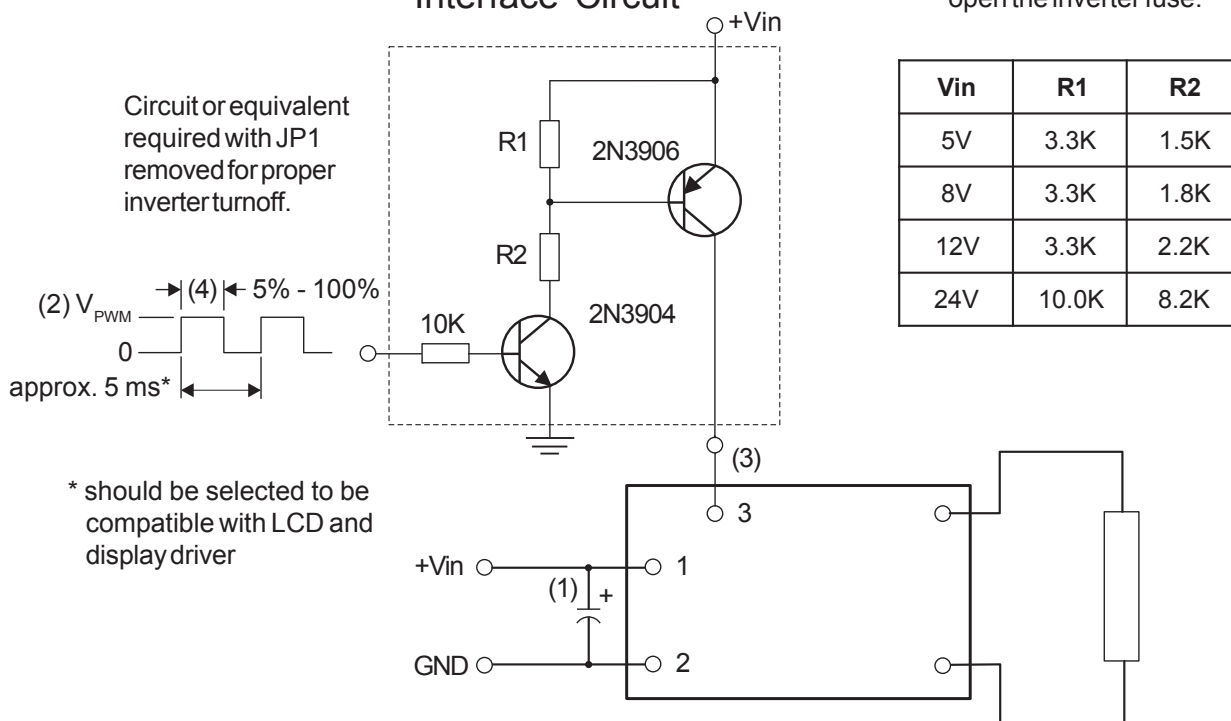 Interface Circuit
open the inverter fuse.
+Vin
Circuit or equivalent
required with JP1
removed for proper
inverter turnoff.
R1
2N3906
R2
2N3904
10K
(2) VPWM
(4)
5% - 100%
0
approx. 5 ms*
(3)
* should be selected to be
compatible with LCD and
display driver
3
+Vin
(1)
+
1
GND
2
Vin R1 R2
5V 3.3K 1.5K
8V 3.3K 1.8K
12V 3.3K 2.2K
24V 10.0K 8.2K